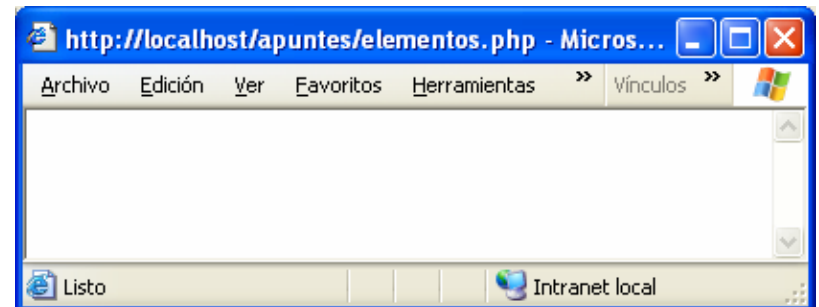 http://localhost/apuntes/elementos.php - Micros...
Archivo Edición Ver Favoritos Herramientas » Vínculos »
Listo Intranet local